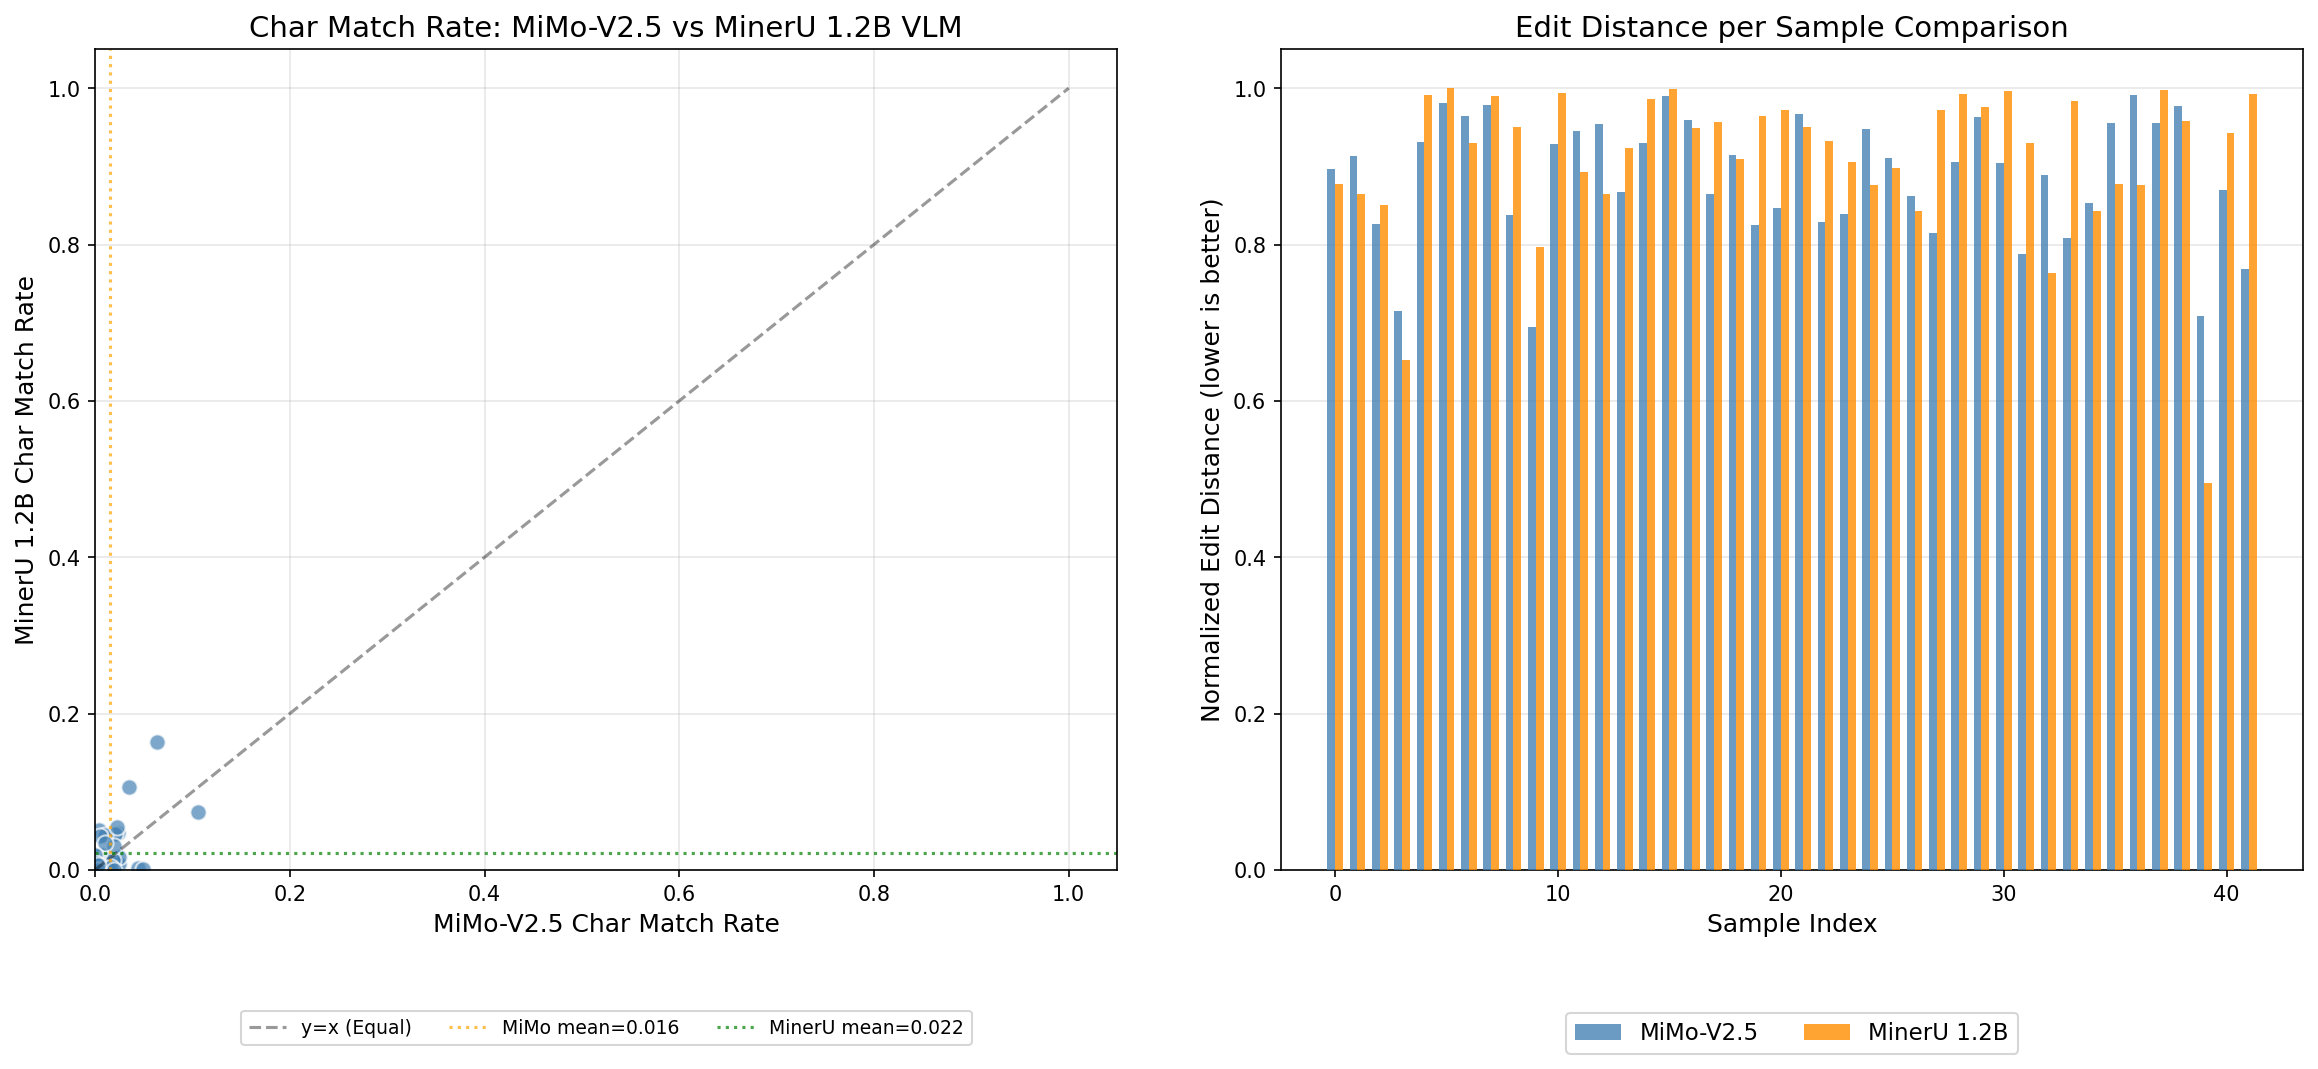 Char Match Rate: MiMo-V2.5 vs MinerU 1.2B VLM
MinerU 1.2B Char Match Rate
1.0
0.8
0.6
0.4
0.2
0.0
0.0 0.2 0.4 0.6 0.8 1.0
MiMo-V2.5 Char Match Rate
y=x (Equal) MiMo mean=0.016 MinerU mean=0.022
Edit Distance per Sample Comparison
Normalized Edit Distance (lower is better)
1.0
0.8
0.6
0.4
0.2
0.0
0 10 20 30 40
Sample Index
MiMo-V2.5 MinerU 1.2B